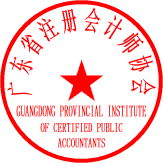 广东省注册会计师协会
GUANGDONG PROVINCIAL INSTITUTE
OF CERTIFIED PUBLIC
ACCOUNTANTS